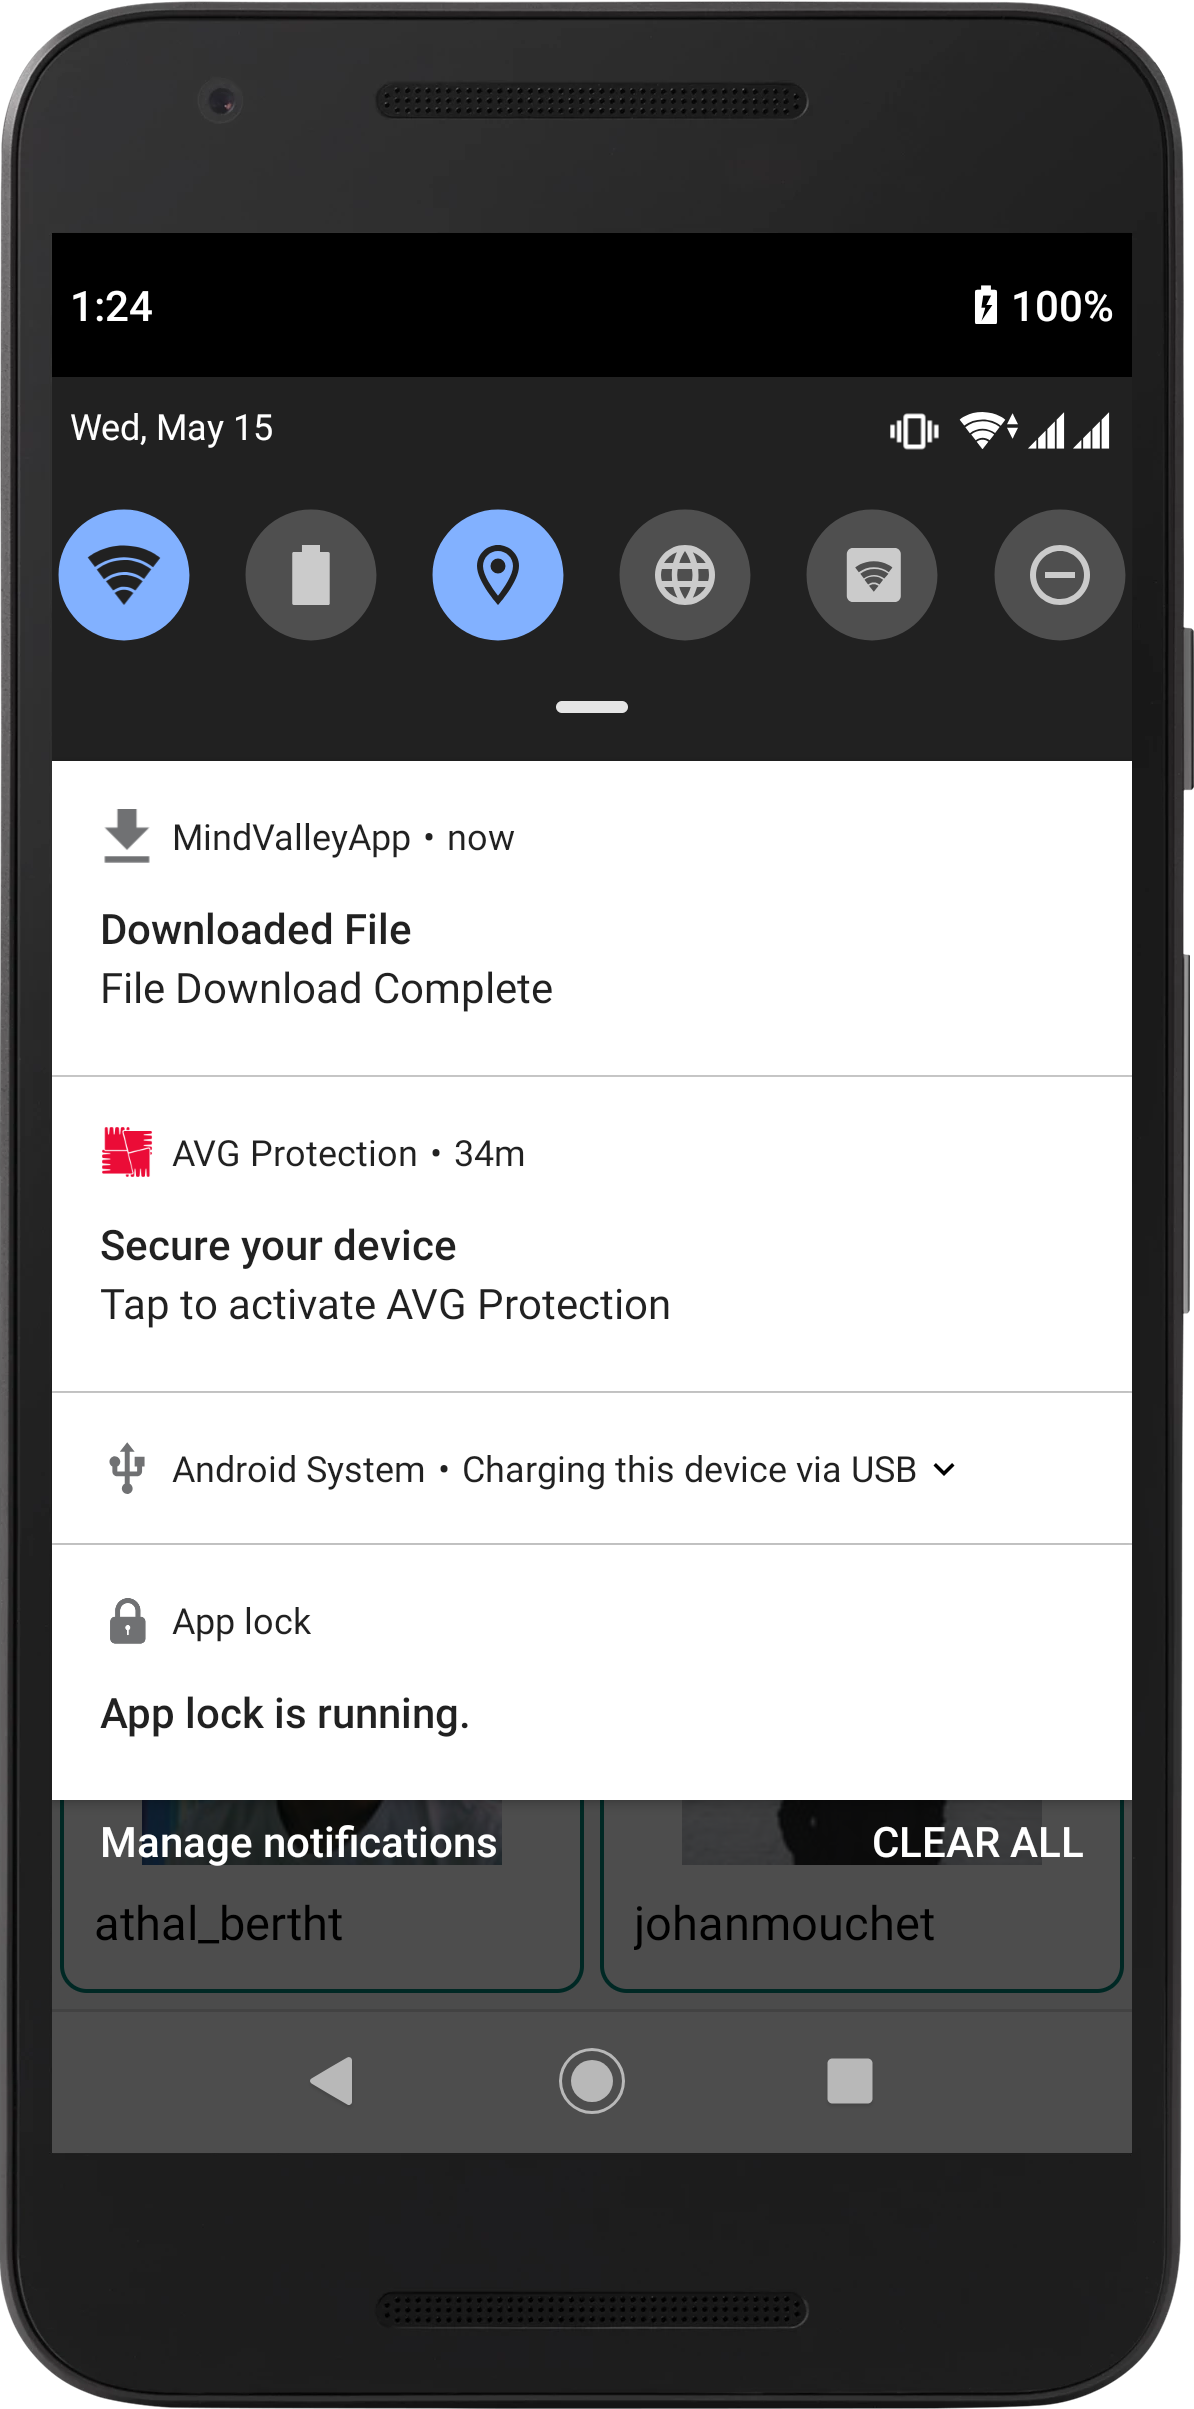 1:24 100%
Wed, May 15
MindValleyApp • now
Downloaded File
File Download Complete
AVG Protection • 34m
Secure your device
Tap to activate AVG Protection
Android System • Charging this device via USB
App lock
App lock is running.
Manage notifications CLEAR ALL
athal_bertht johanmouchet